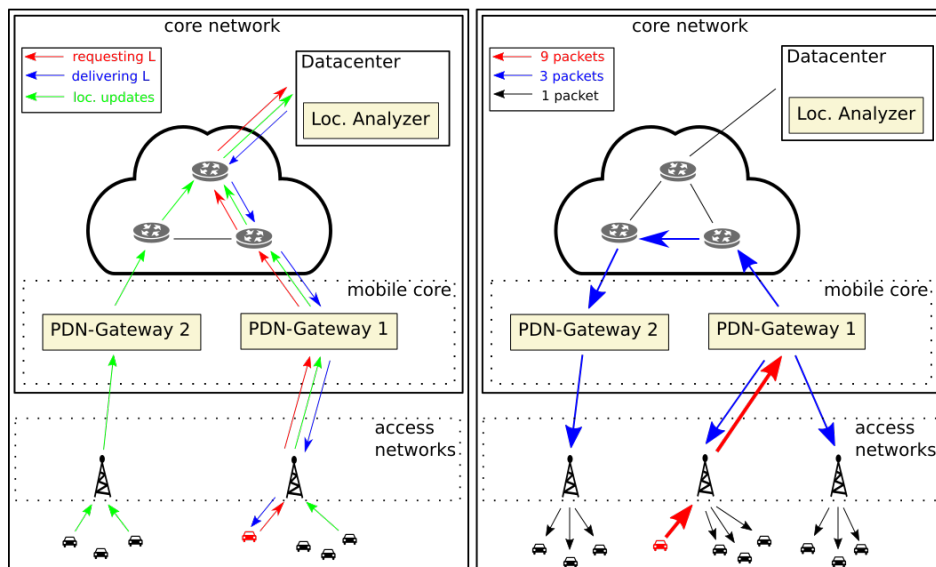 core network
requesting L
delivering L
loc. updates
Datacenter
Loc. Analyzer
mobile core
PDN-Gateway 2
PDN-Gateway 1
access
networks
core network
9 packets
3 packets
1 packet
Datacenter
Loc. Analyzer
mobile core
PDN-Gateway 2
PDN-Gateway 1
access
networks